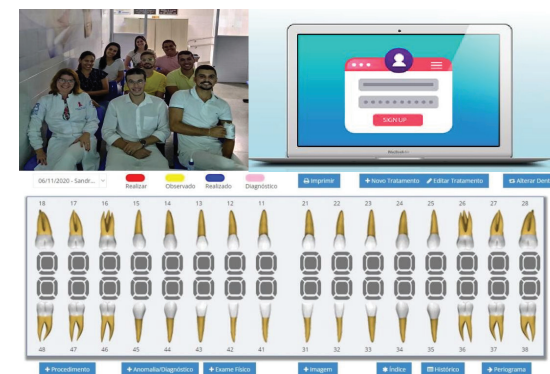 SIGN UP
MacBook Air
06/11/2020 - Sandr...
Realizar
Observado
Realizado
Diagnóstico
Imprimir
+ Novo Tratamento
Editar Tratamento
Alterar Dent
18 17 16 15 14 13 12 11 21 22 23 24 25 26 27 28
48 47 46 45 44 43 42 41 31 32 33 34 35 36 37 38
+ Procedimento
+ Anomalia/Diagnóstico
+ Exame Físico
+ Imagem
Índice
Histórico
Periograma